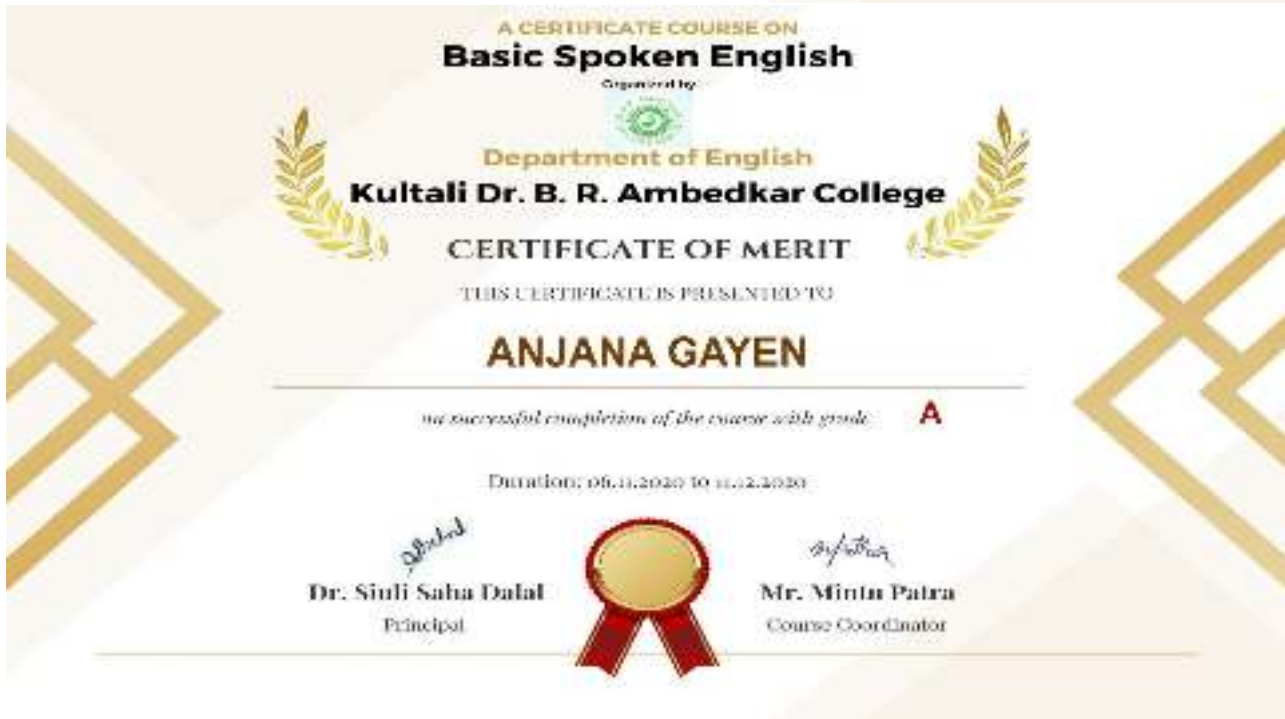 A CERTIFICATE COURSE ON
Basic Spoken English
Organized by
Department of English
Kultali Dr. B. R. Ambedkar College
CERTIFICATE OF MERIT
THIS CERTIFICATE IS PRESENTED TO
ANJANA GAYEN
on successful completion of the course with grade A
Duration: 06.11.2020 to 11.12.2020
Dr. Siuli Saha Dalal Mr. Mintu Patra
Principal Course Coordinator